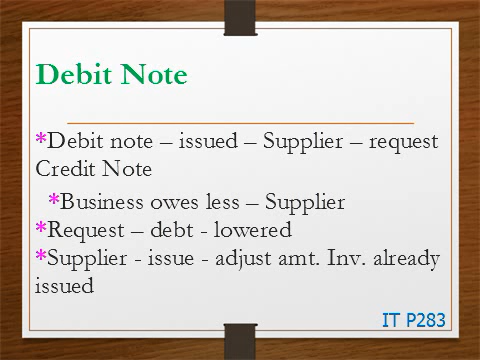 Debit Note
*Debit note – issued – Supplier – request
Credit Note
*Business owes less – Supplier
*Request – debt - lowered
*Supplier - issue - adjust amt. Inv. already
issued
IT P283